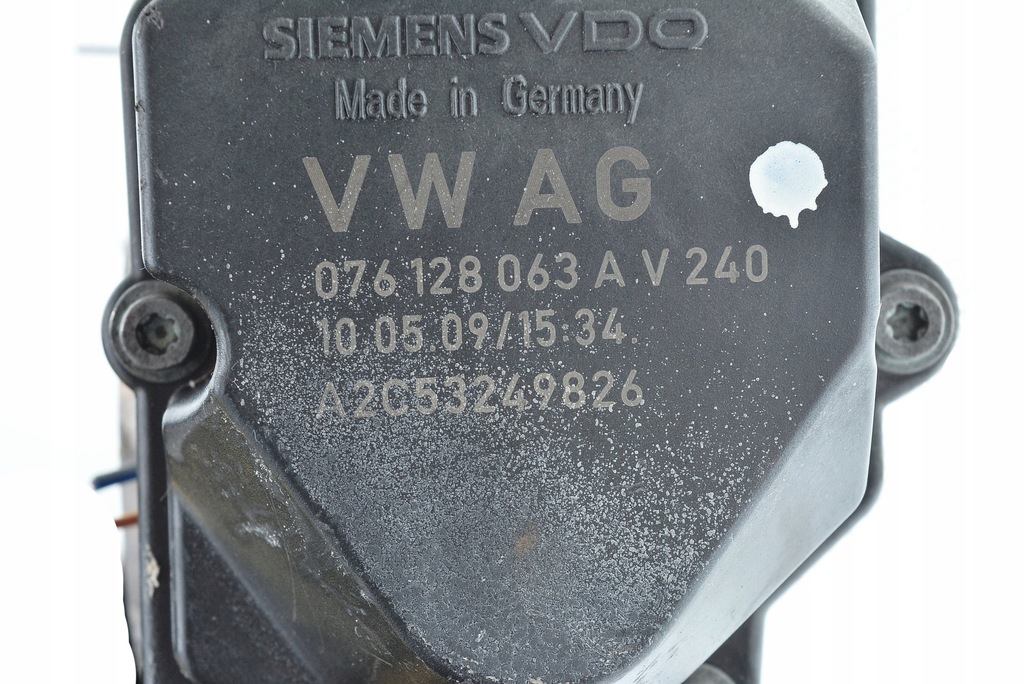 SIEMENS VDO
Made in Germany
VW AG
076 128 063 A V 240
10.05.09/15:34.
A2C53249826